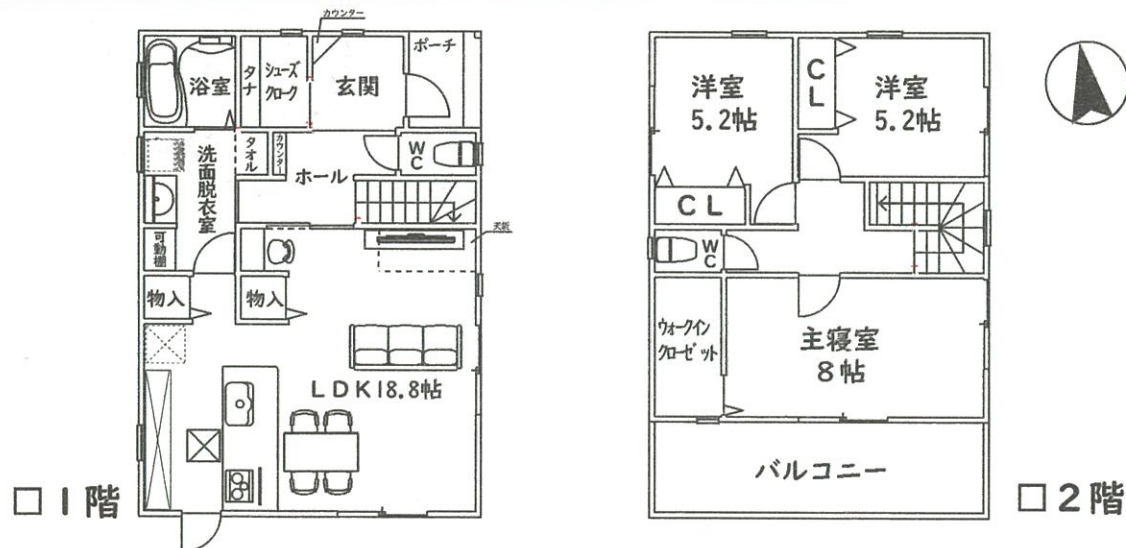 カウンター
ポーチ
浴室
タナ
シューズ
クローク
玄関
タオル
カウンター
ホール
WC
洗面脱衣室
可動棚
物入
物入
LDK18.8帖
□1階
洋室
5.2帖
CL
洋室
5.2帖
CL
WC
ウォークイン
クローゼット
主寝室
8帖
バルコニー
□2階